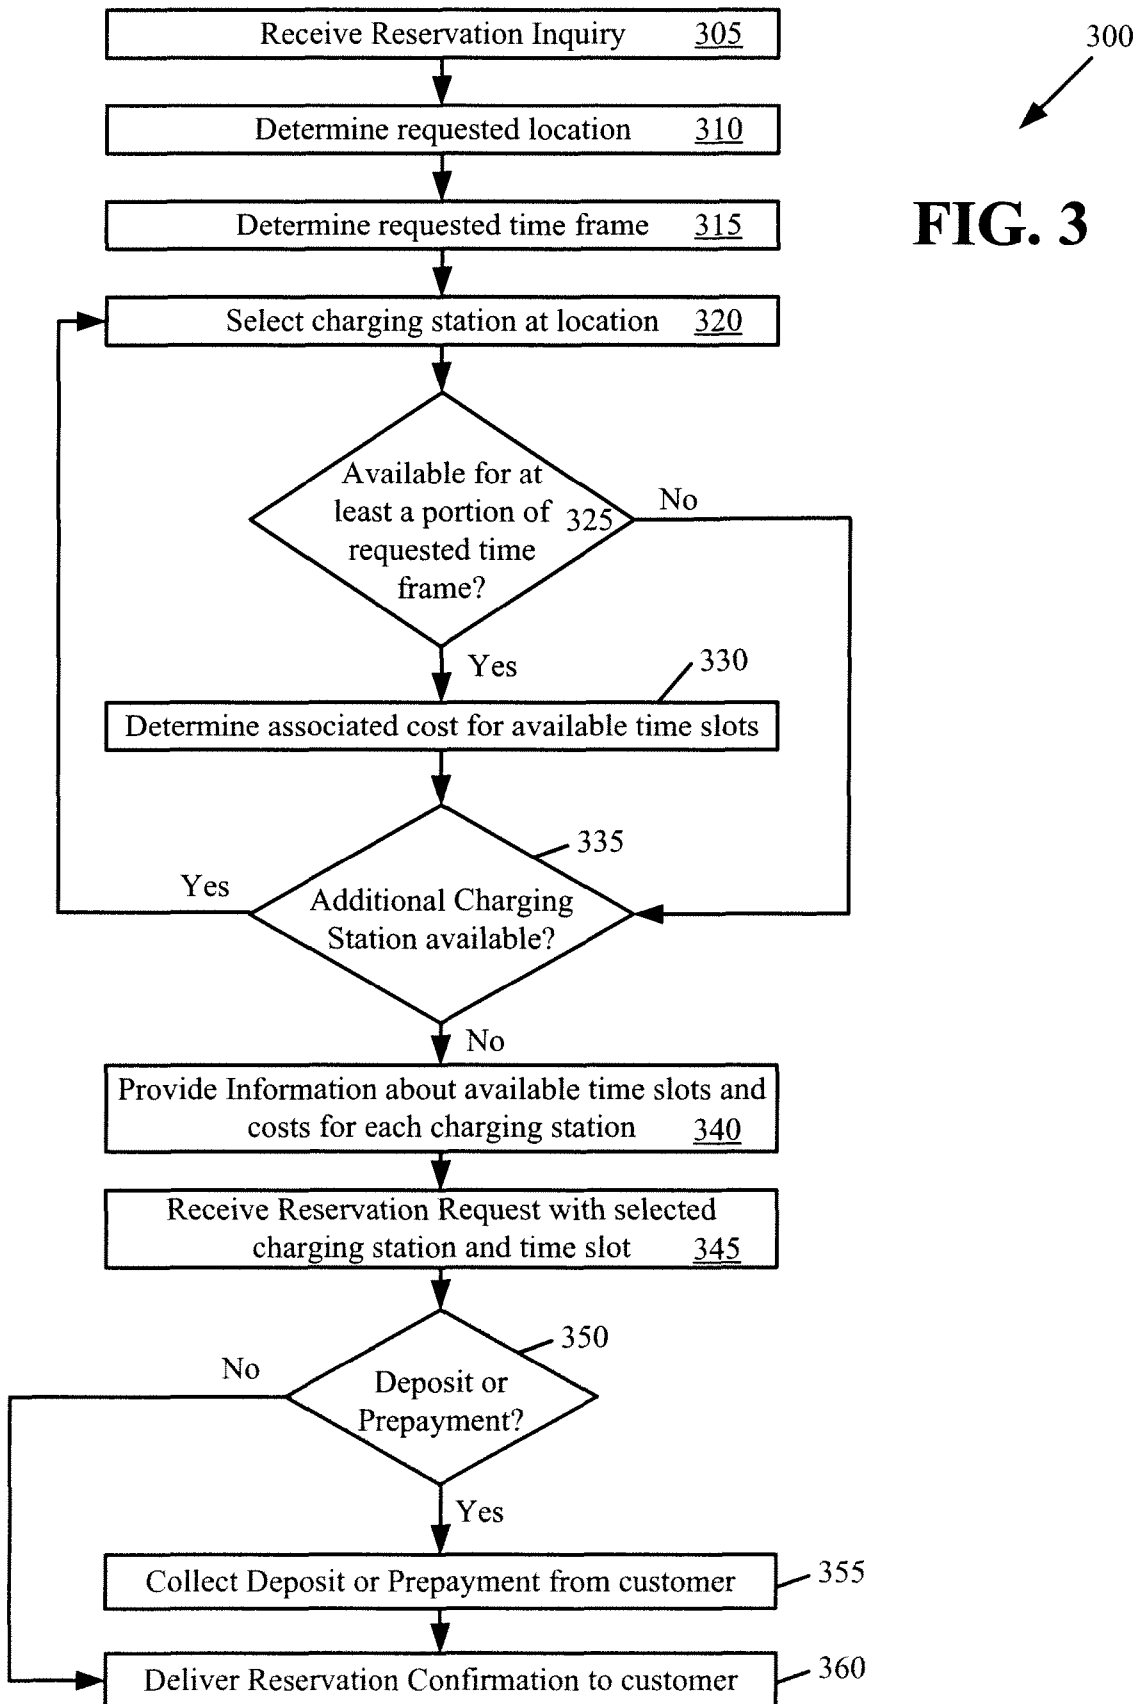 Receive Reservation Inquiry 305
300
Determine requested location 310
Determine requested time frame 315
FIG. 3
Select charging station at location 320
Available for at
least a portion of 325
requested time
frame?
No
Yes
330
Determine associated cost for available time slots
335
Yes
Additional Charging
Station available?
No
Provide Information about available time slots and
costs for each charging station 340
Receive Reservation Request with selected
charging station and time slot 345
350
No
Deposit or
Prepayment?
Yes
Collect Deposit or Prepayment from customer 355
Deliver Reservation Confirmation to customer 360